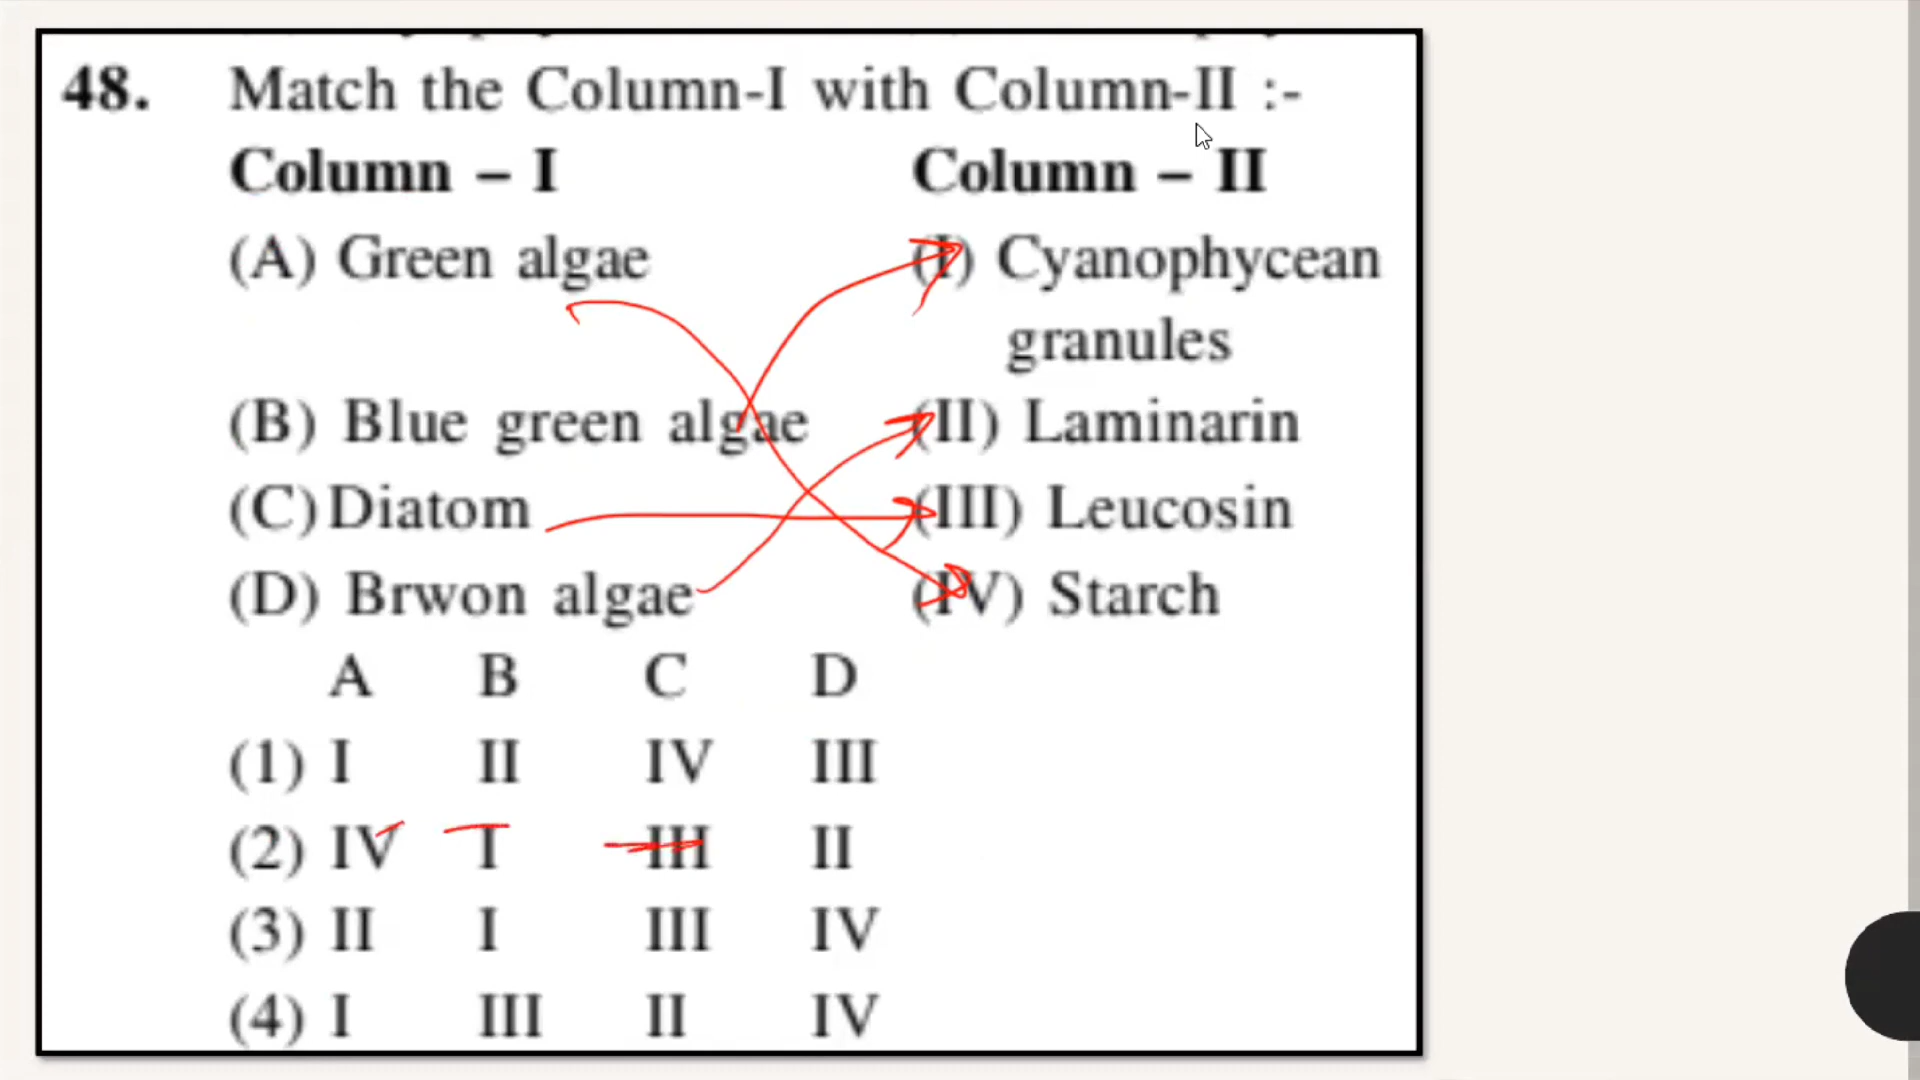 48. Match the Column-I with Column-II :-
Column – I Column – II
(A) Green algae (I) Cyanophycean
granules
(B) Blue green algae (II) Laminarin
(C) Diatom (III) Leucosin
(D) Brwon algae (IV) Starch
A B C D
(1) I II IV III
(2) IV I III II
(3) II I III IV
(4) I III II IV